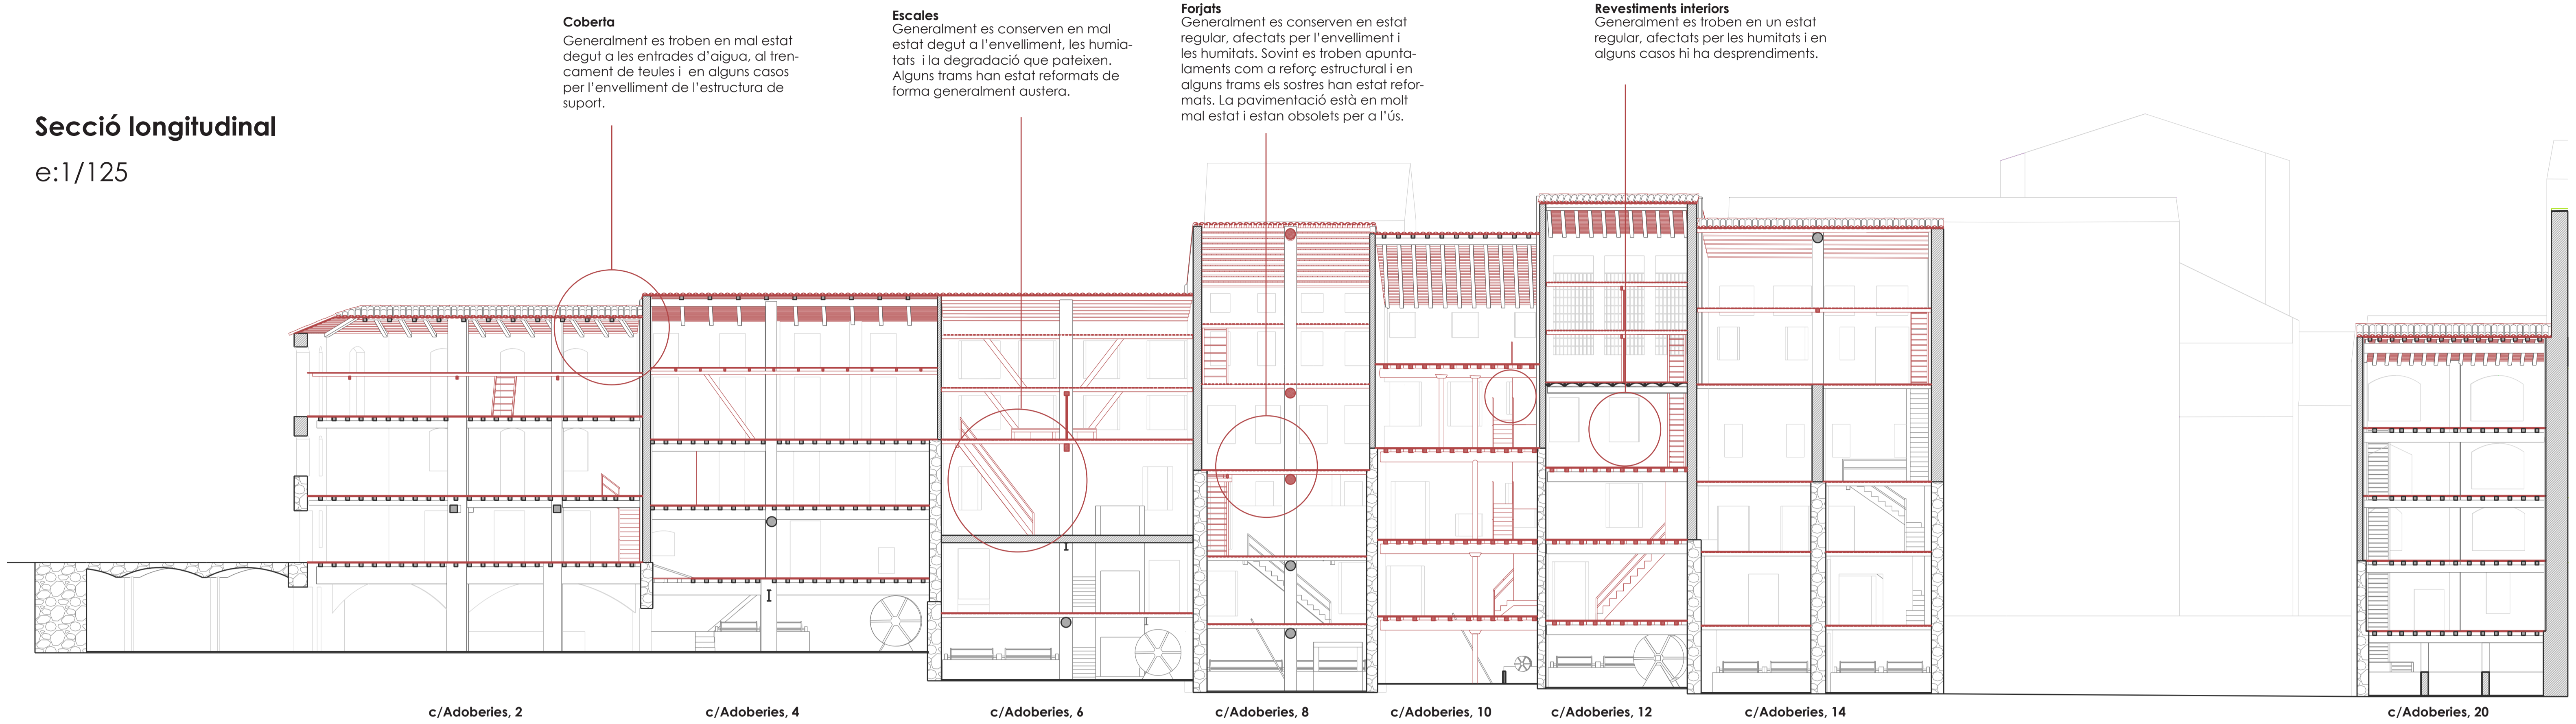 Secció longitudinal
e:1/125
Coberta
Generalment es troben en mal estat
degut a les entrades d'aigua, al tren-
cament de teules i en alguns casos
per l'envelliment de l'estructura de
suport.
Escales
Generalment es conserven en mal
estat degut a l'envelliment, les humia-
tats i la degradació que pateixen.
Alguns trams han estat reformats de
forma generalment austera.
Forjats
Generalment es conserven en estat
regular, afectats per l'envelliment i
les humitats. Sovint es troben apunta-
laments com a reforç estructural i en
alguns trams els sostres han estat refor-
mats. La pavimentació està en molt
mal estat i estan obsolets per a l'ús.
Revestiments interiors
Generalment es troben en un estat
regular, afectats per les humitats i en
alguns casos hi ha desprendiments.
c/Adoberies, 2
c/Adoberies, 4
c/Adoberies, 6
c/Adoberies, 8
c/Adoberies, 10
c/Adoberies, 12
c/Adoberies, 14
c/Adoberies, 20